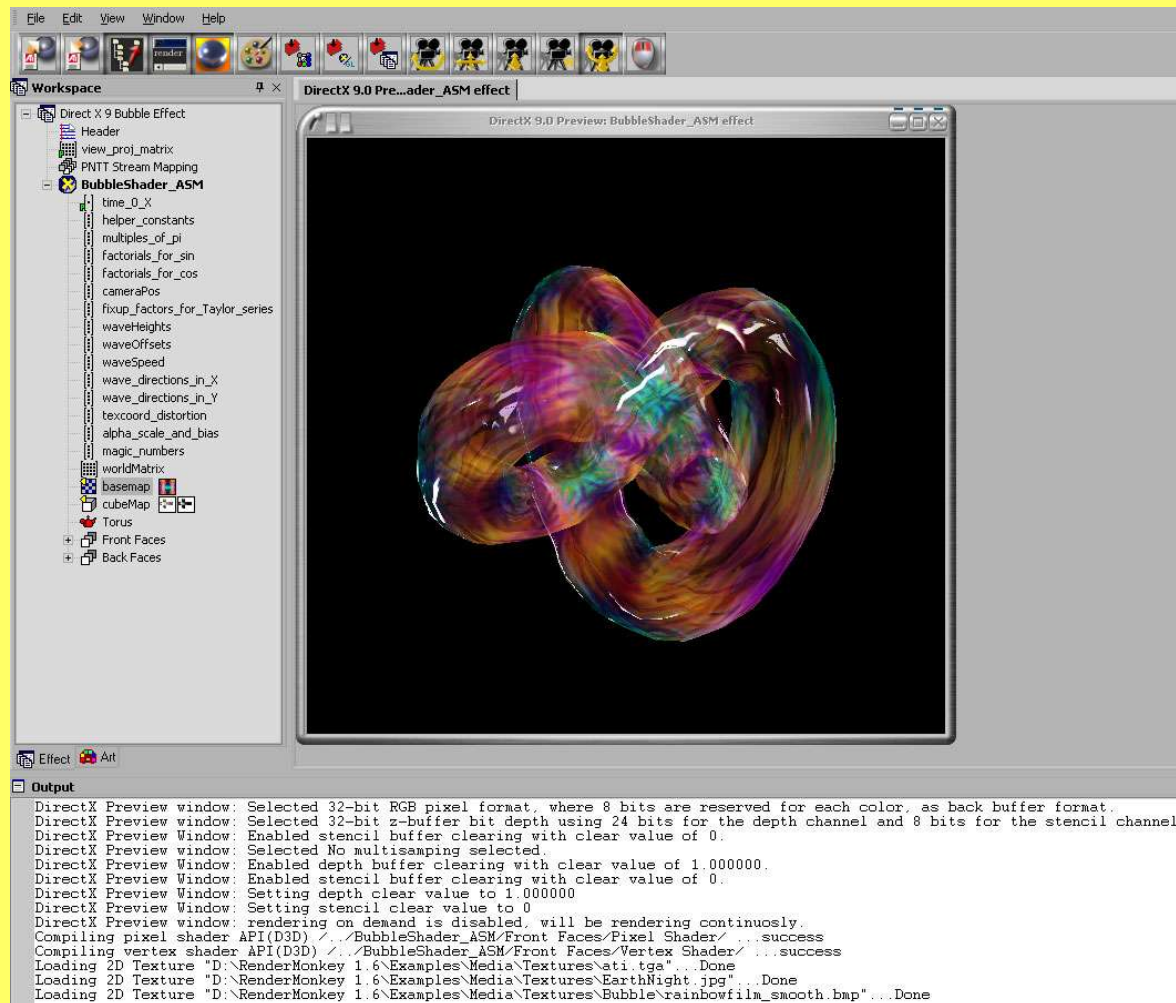 File Edit View Window Help
render
Workspace
DirectX 9.0 Pre...ader_ASM effect
DirectX 9.0 Preview: BubbleShader_ASM effect
Direct X 9 Bubble Effect
Header
view_proj_matrix
PNTT Stream Mapping
BubbleShader_ASM
time_0_X
helper_constants
multiples_of_pi
factorials_for_sin
factorials_for_cos
cameraPos
fixup_factors_for_Taylor_series
waveHeights
waveOffsets
waveSpeed
wave_directions_in_X
wave_directions_in_Y
texcoord_distortion
alpha_scale_and_bias
magic_numbers
worldMatrix
basemap
cubeMap
Torus
Front Faces
Back Faces
Effect Art
Output
DirectX Preview window: Selected 32-bit RGB pixel format, where 8 bits are reserved for each color, as back buffer format.
DirectX Preview window: Selected 32-bit z-buffer bit depth using 24 bits for the depth channel and 8 bits for the stencil channel
DirectX Preview Window: Enabled stencil buffer clearing with clear value of 0.
DirectX Preview Window: Selected No multisamping selected.
DirectX Preview Window: Enabled depth buffer clearing with clear value of 1.000000.
DirectX Preview Window: Enabled stencil buffer clearing with clear value of 0.
DirectX Preview Window: Setting depth clear value to 1.000000
DirectX Preview Window: Setting stencil clear value to 0
DirectX Preview Window: rendering on demand is disabled, will be rendering continuosly.
Compiling pixel shader API(D3D) /../BubbleShader_ASM/Front Faces/Pixel Shader/ ...success
Compiling vertex shader API(D3D) /../BubbleShader_ASM/Front Faces/Vertex Shader/ ...success
Loading 2D Texture "D:\RenderMonkey 1.6\Examples\Media\Textures\ati.tga"...Done
Loading 2D Texture "D:\RenderMonkey 1.6\Examples\Media\Textures\EarthNight.jpg"...Done
Loading 2D Texture "D:\RenderMonkey 1.6\Examples\Media\Textures\Bubble\rainbowfilm_smooth.bmp"...Done